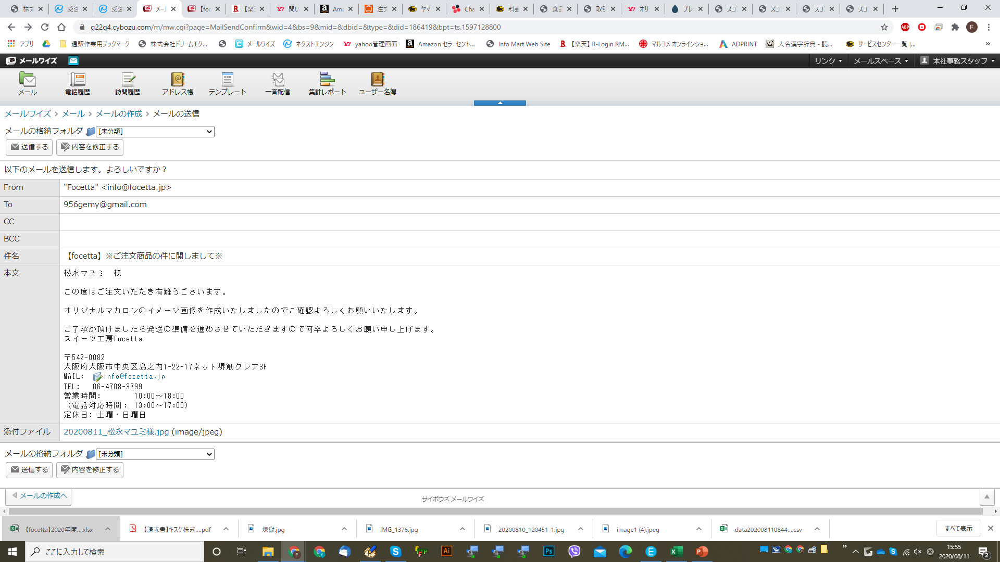 株式
受注
受注
メー
【foc
【楽
問い
Ama
注文
ヤマ
Cha
料金
食品
取引
オリ
プレ
スコ
スコ
スコ
スコ
g22g4.cybozu.com/m/mw.cgi?page=MailSendConfirm&wid=4&bs=9&mid=&dbid=&type=&did=186419&bpt=ts.1597128800
アプリ
通販作業用ブックマーク
株式会社ドリームエク...
メールワイズ
ネクストエンジン
yahoo管理画面
Amazon セラーセント...
Info Mart Web Site
【楽天】R-Login RM...
マルコメ オンラインショ...
ADPRINT
人名漢字辞典 - 読...
サービスセンター一覧 |...
»
メールワイズ
リンク ▼
メールスペース ▼
本社事務スタッフ ▼
メール
電話履歴
訪問履歴
アドレス帳
テンプレート
一斉配信
集計レポート
ユーザー名簿
メールワイズ > メール > メールの作成 > メールの送信
メールの格納フォルダ [未分類]
送信する 内容を修正する
以下のメールを送信します。よろしいですか？
From "Focetta" <info@focetta.jp>
To 956gemy@gmail.com
CC
BCC
件名 【focetta】※ご注文商品の件に関しまして※
本文 松永マユミ　様
この度はご注文いただき有難うございます。
オリジナルマカロンのイメージ画像を作成いたしましたのでご確認よろしくお願いいたします。
ご了承が頂けましたら発送の準備を進めさせていただきますので何卒よろしくお願い申し上げます。
スイーツ工房focetta
〒542-0082
大阪府大阪市中央区島之内1-22-17ネット堺筋クレア3F
MAIL: info@focetta.jp
TEL: 06-4708-3799
営業時間: 10:00～18:00
（電話対応時間: 13:00～17:00）
定休日: 土曜・日曜日
添付ファイル 20200811_松永マユミ様.jpg (image/jpeg)
メールの格納フォルダ [未分類]
送信する 内容を修正する
メールの作成へ
サイボウズ メールワイズ
【focetta】2020年度....xlsx
【請求書】キスケ株式....pdf
煉獄.jpg
IMG_1376.jpg
20200810_120451-1.jpg
image1 (4).jpeg
data202008110844....csv
すべて表示
ここに入力して検索
15:55
2020/08/11
2